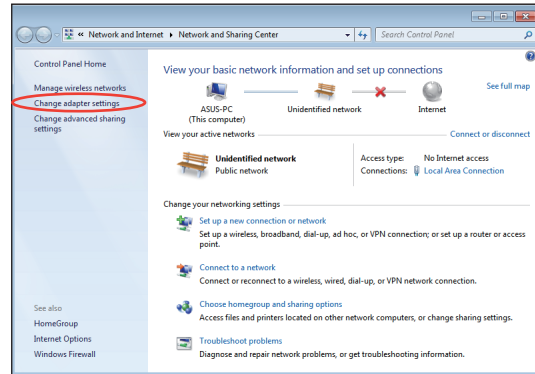 « Network and Internet ▸ Network and Sharing Center
Search Control Panel
Control Panel Home
Manage wireless networks
Change adapter settings
Change advanced sharing
settings
See also
HomeGroup
Internet Options
Windows Firewall
View your basic network information and set up connections
See full map
ASUS-PC
(This computer)
Unidentified network
Internet
View your active networks
Connect or disconnect
Unidentified network
Public network
Access type: No Internet access
Connections: Local Area Connection
Change your networking settings
Set up a new connection or network
Set up a wireless, broadband, dial-up, ad hoc, or VPN connection; or set up a router or access
point.
Connect to a network
Connect or reconnect to a wireless, wired, dial-up, or VPN network connection.
Choose homegroup and sharing options
Access files and printers located on other network computers, or change sharing settings.
Troubleshoot problems
Diagnose and repair network problems, or get troubleshooting information.